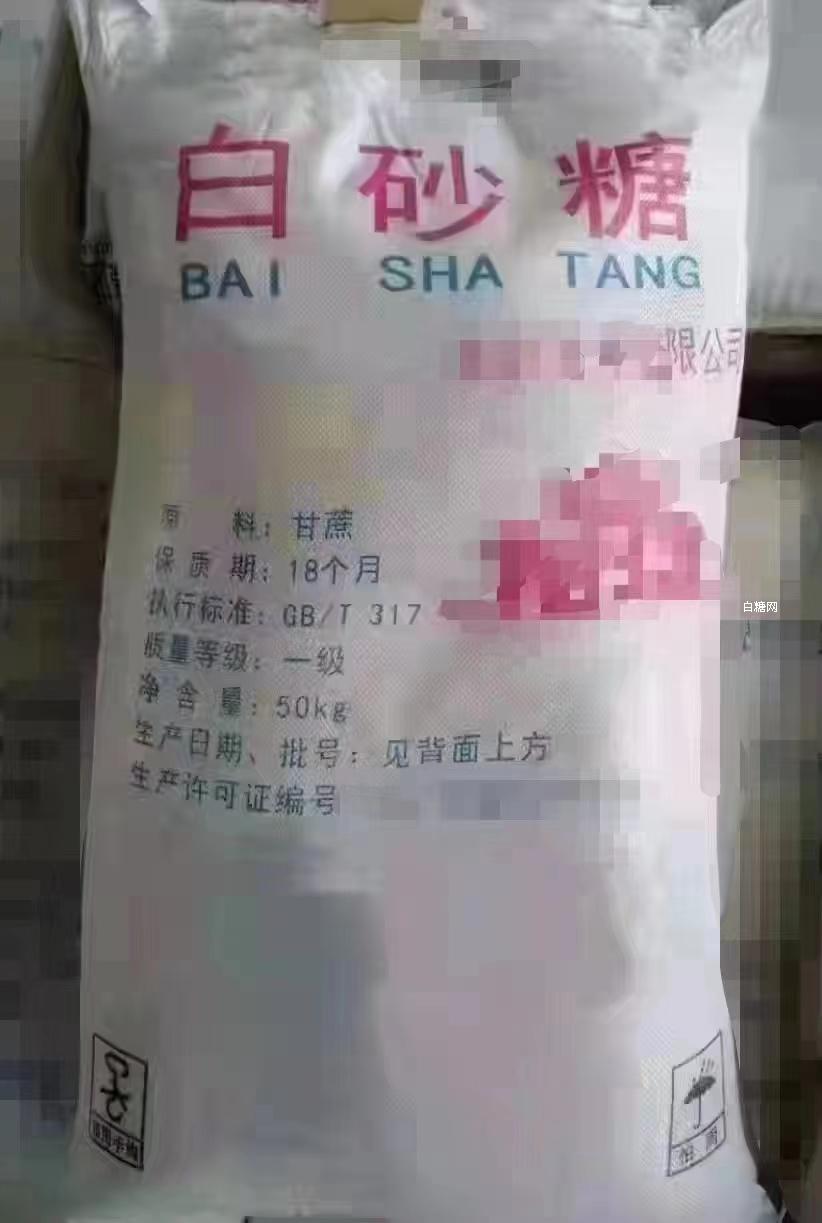 白砂糖
BAI SHA TANG
限公司
原 料：甘蔗
保质期：18个月
执行标准：GB/T 317
质量等级：一级
净含量：50kg
生产日期、批号：见背面上方
生产许可证编号
白糖网
怕雨